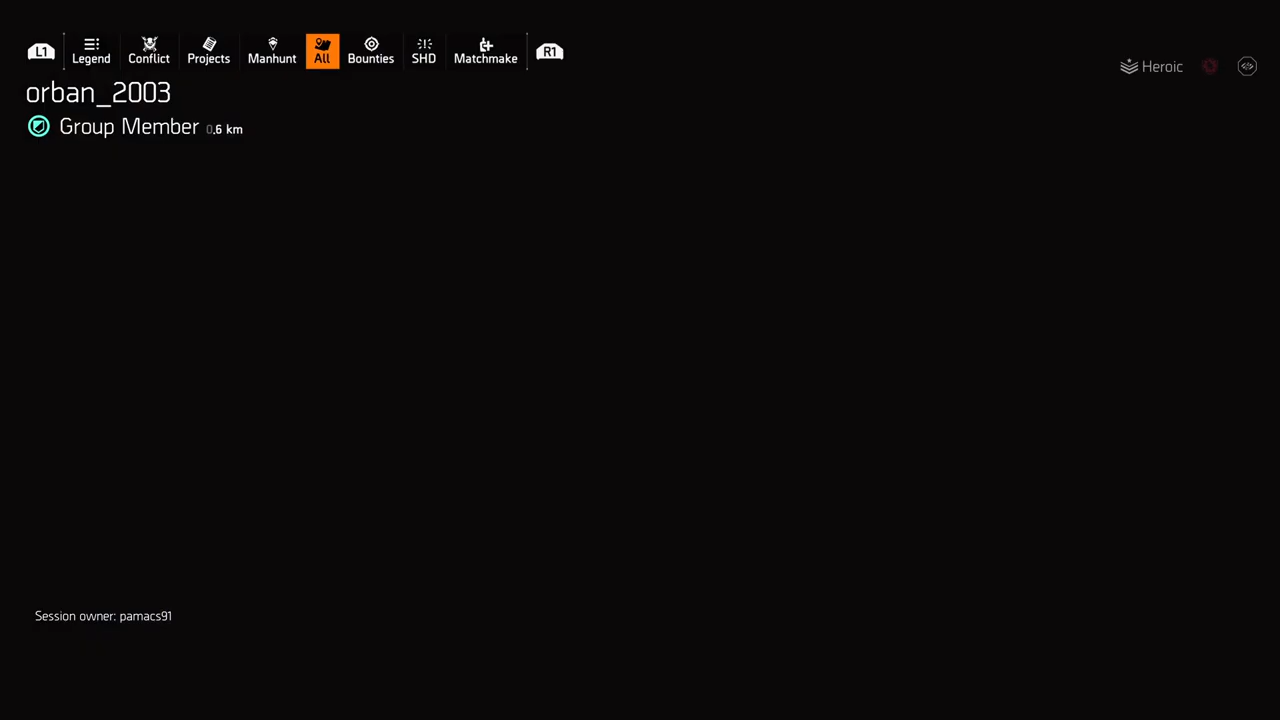 L1 Legend Conflict Projects Manhunt All Bounties SHD Matchmake R1
Heroic
orban_2003
Group Member 0.6 km
Session owner: pamacs91